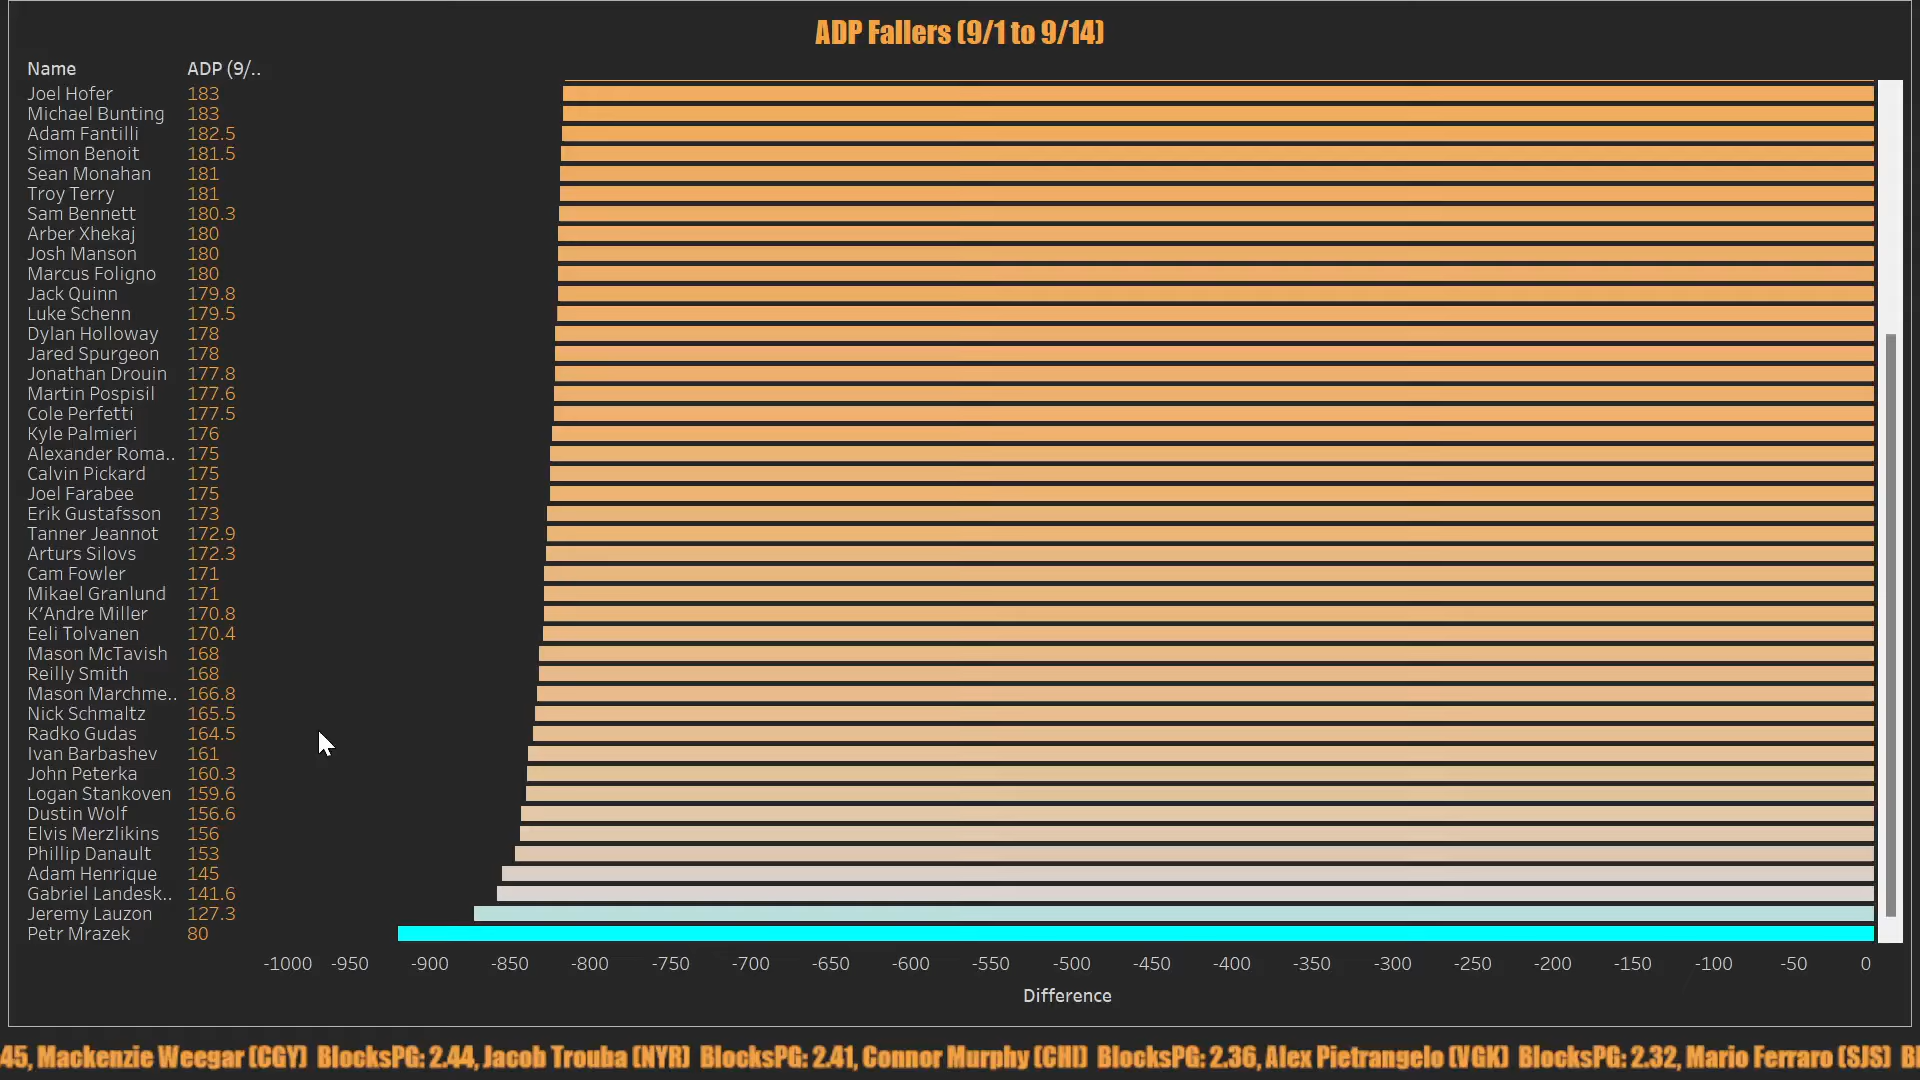 ADP Fallers (9/1 to 9/14)
Name ADP (9/..
Joel Hofer 183
Michael Bunting 183
Adam Fantilli 182.5
Simon Benoit 181.5
Sean Monahan 181
Troy Terry 181
Sam Bennett 180.3
Arber Xhekaj 180
Josh Manson 180
Marcus Foligno 180
Jack Quinn 179.8
Luke Schenn 179.5
Dylan Holloway 178
Jared Spurgeon 178
Jonathan Drouin 177.8
Martin Pospisil 177.6
Cole Perfetti 177.5
Kyle Palmieri 176
Alexander Roma.. 175
Calvin Pickard 175
Joel Farabee 175
Erik Gustafsson 173
Tanner Jeannot 172.9
Arturs Silovs 172.3
Cam Fowler 171
Mikael Granlund 171
K'Andre Miller 170.8
Eeli Tolvanen 170.4
Mason McTavish 168
Reilly Smith 168
Mason Marchme.. 166.8
Nick Schmaltz 165.5
Radko Gudas 164.5
Ivan Barbashev 161
John Peterka 160.3
Logan Stankoven 159.6
Dustin Wolf 156.6
Elvis Merzlikins 156
Phillip Danault 153
Adam Henrique 145
Gabriel Landesk.. 141.6
Jeremy Lauzon 127.3
Petr Mrazek 80
-1000 -950 -900 -850 -800 -750 -700 -650 -600 -550 -500 -450 -400 -350 -300 -250 -200 -150 -100 -50 0
Difference
45, Mackenzie Weegar (CGY) BlocksPG: 2.44, Jacob Trouba (NYR) BlocksPG: 2.41, Connor Murphy (CHI) BlocksPG: 2.36, Alex Pietrangelo (VGK) BlocksPG: 2.32, Mario Ferraro (SJS) Bl